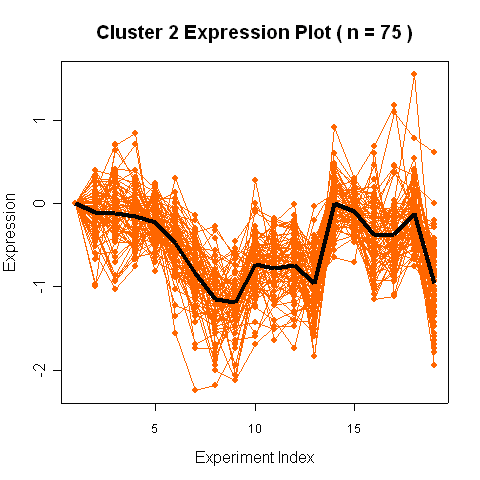 Cluster 2 Expression Plot ( n = 75 )
Expression
1
0
-1
-2
5
10
15
Experiment Index